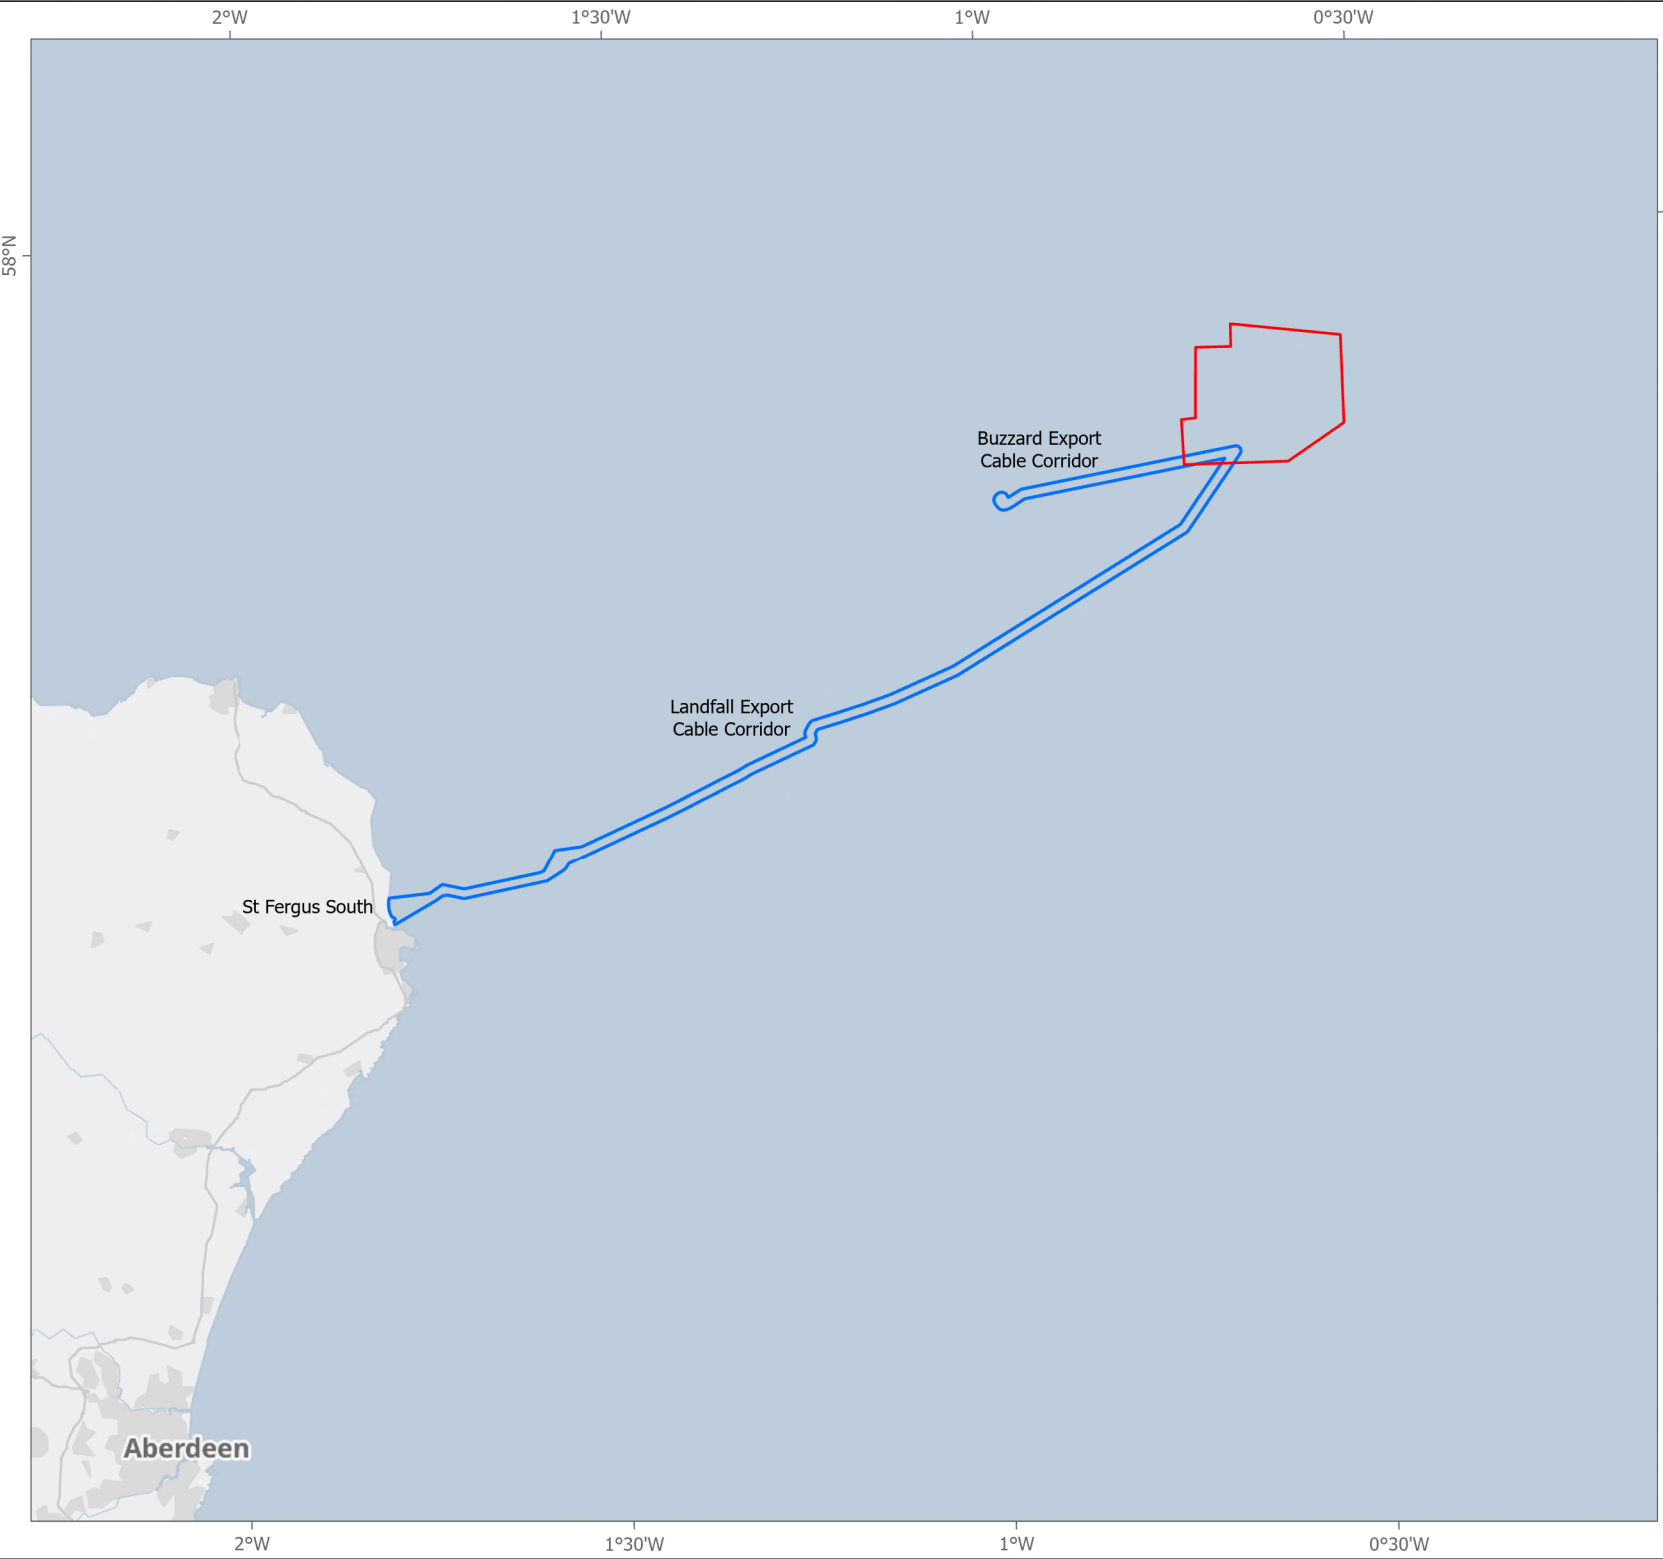 2°W
1°30'W
1°W
0°30'W
58°N
Buzzard Export
Cable Corridor
Landfall Export
Cable Corridor
St Fergus South
Aberdeen
2°W
1°30'W
1°W
0°30'W